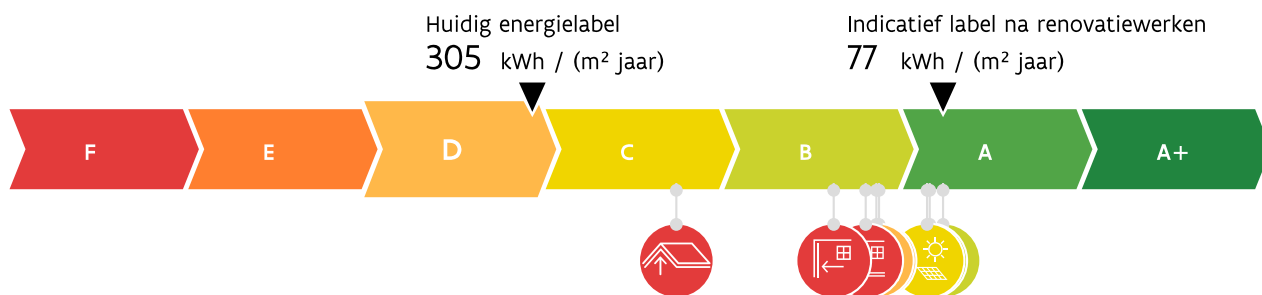 Huidig energielabel
305 kWh / (m² jaar)
Indicatief label na renovatiewerken
77 kWh / (m² jaar)
F E D C B A A+